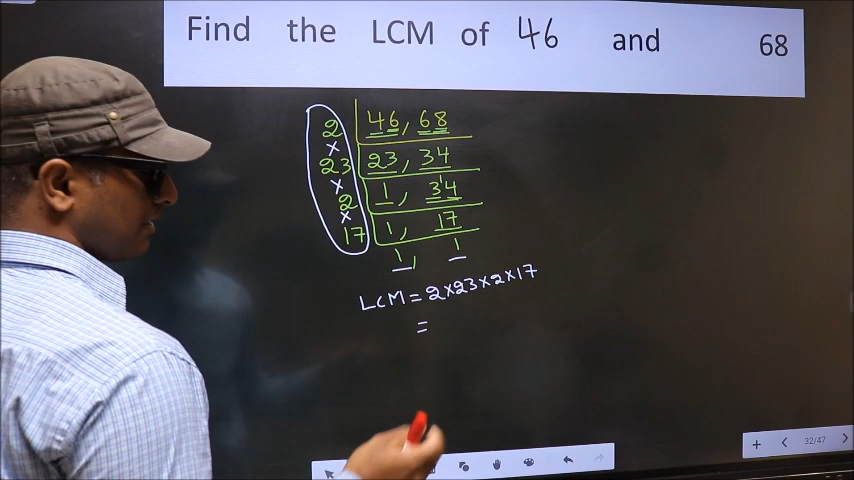 Find the LCM of 46 and 68
2 46, 68
×
23 23, 34
×
2 1, 34
×
17 1, 17
1, 1
LCM = 2×23×2×17
=
32/47